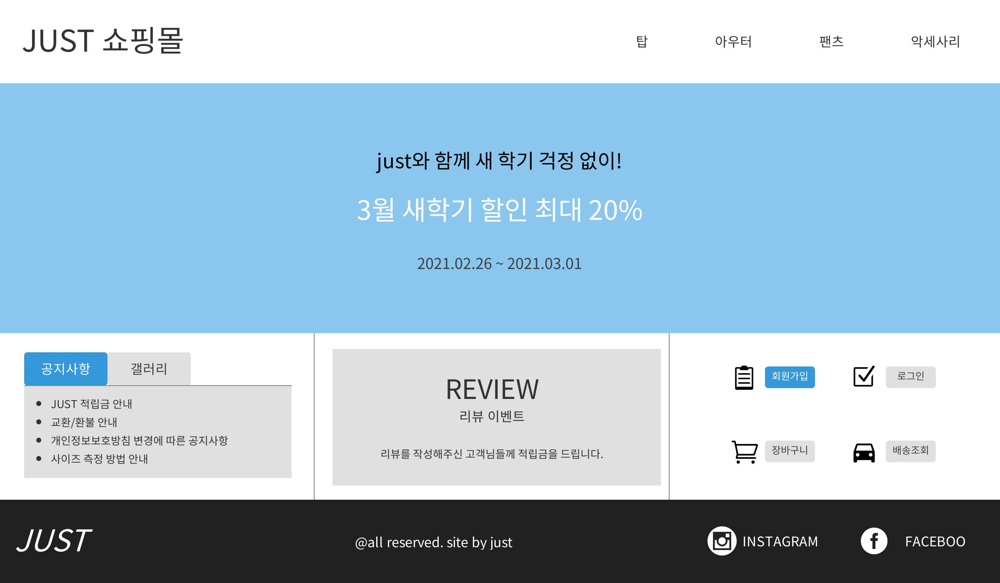 JUST 쇼핑몰
탑 아우터 팬츠 악세사리
just와 함께 새 학기 걱정 없이!
3월 새학기 할인 최대 20%
2021.02.26 ~ 2021.03.01
공지사항 갤러리
JUST 적립금 안내
교환/환불 안내
개인정보보호방침 변경에 따른 공지사항
사이즈 측정 방법 안내
REVIEW
리뷰 이벤트
리뷰를 작성해주신 고객님들께 적립금을 드립니다.
회원가입 로그인
장바구니 배송조회
JUST
@all reserved. site by just
INSTAGRAM FACEBOO